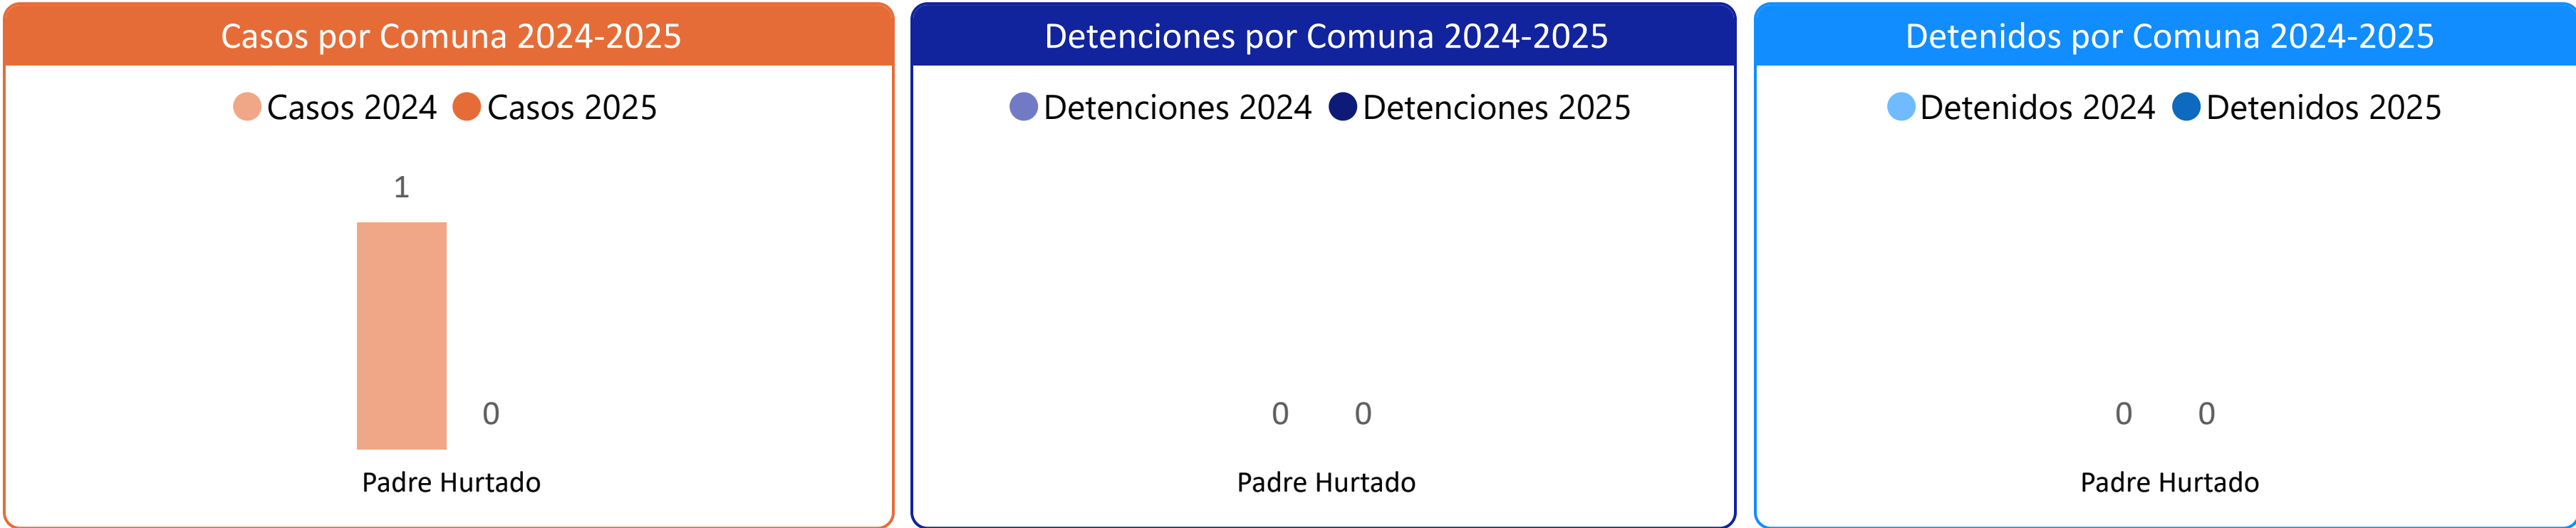 Casos por Comuna 2024-2025
Casos 2024 Casos 2025
1
0
Padre Hurtado
Detenciones por Comuna 2024-2025
Detenciones 2024 Detenciones 2025
0 0
Padre Hurtado
Detenidos por Comuna 2024-2025
Detenidos 2024 Detenidos 2025
0 0
Padre Hurtado